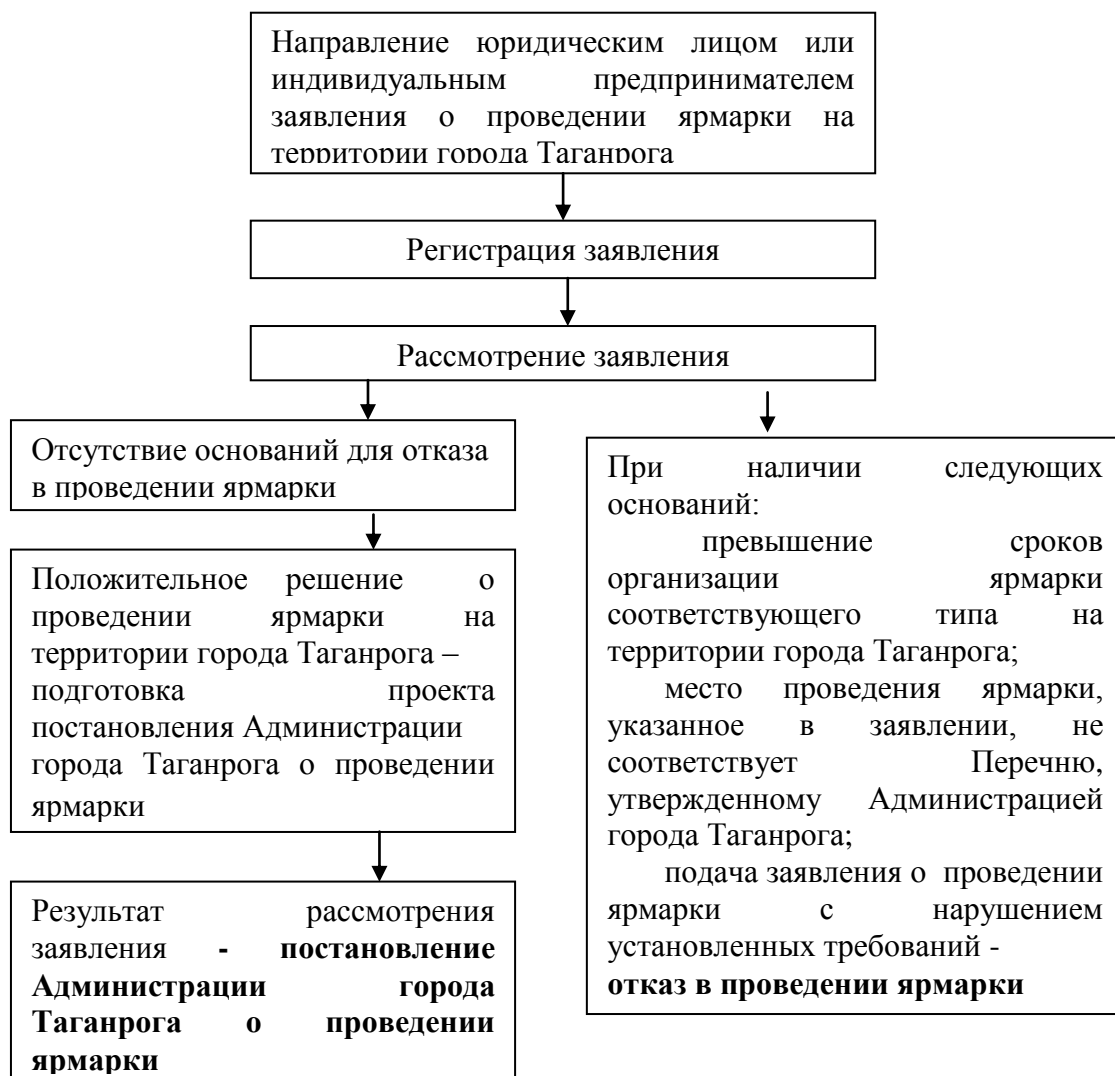 Направление юридическим лицом или
индивидуальным предпринимателем
заявления о проведении ярмарки на
территории города Таганрога
Регистрация заявления
Рассмотрение заявления
Отсутствие оснований для отказа
в проведении ярмарки
Положительное решение о
проведении ярмарки на
территории города Таганрога –
подготовка проекта
постановления Администрации
города Таганрога о проведении
ярмарки
Результат рассмотрения
заявления - постановление
Администрации города
Таганрога о проведении
ярмарки
При наличии следующих
оснований:
превышение сроков
организации ярмарки
соответствующего типа на
территории города Таганрога;
место проведения ярмарки,
указанное в заявлении, не
соответствует Перечню,
утвержденному Администрацией
города Таганрога;
подача заявления о проведении
ярмарки с нарушением
установленных требований -
отказ в проведении ярмарки